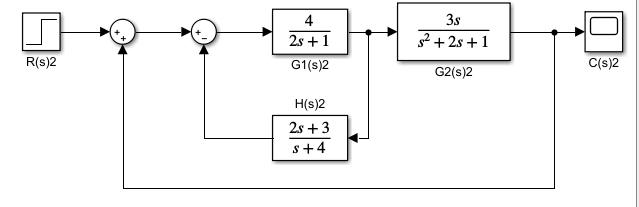 R(s)2
+
+
+
−
4
2s + 1
G1(s)2
3s
s² + 2s + 1
G2(s)2
C(s)2
H(s)2
2s + 3
s + 4